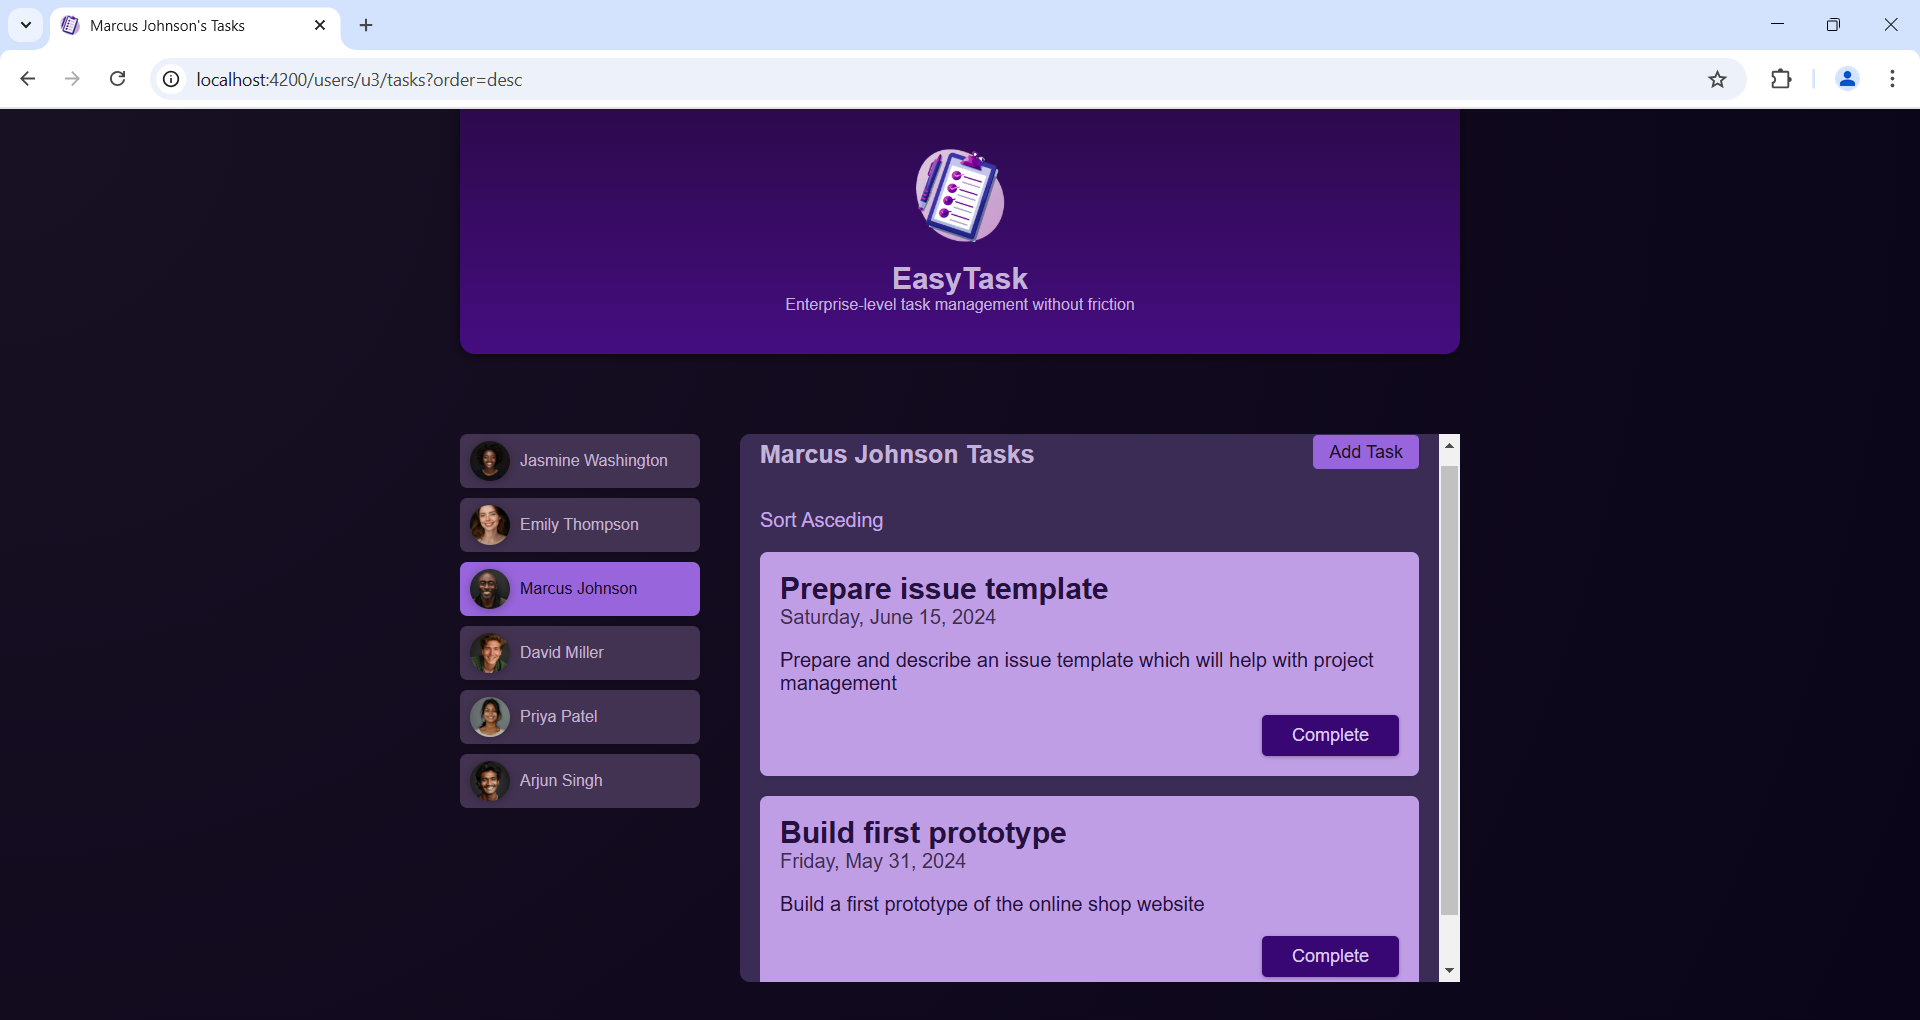 Marcus Johnson's Tasks
localhost:4200/users/u3/tasks?order=desc
EasyTask
Enterprise-level task management without friction
Jasmine Washington
Emily Thompson
Marcus Johnson
David Miller
Priya Patel
Arjun Singh
Marcus Johnson Tasks
Add Task
Sort Asceding
Prepare issue template
Saturday, June 15, 2024
Prepare and describe an issue template which will help with project
management
Complete
Build first prototype
Friday, May 31, 2024
Build a first prototype of the online shop website
Complete